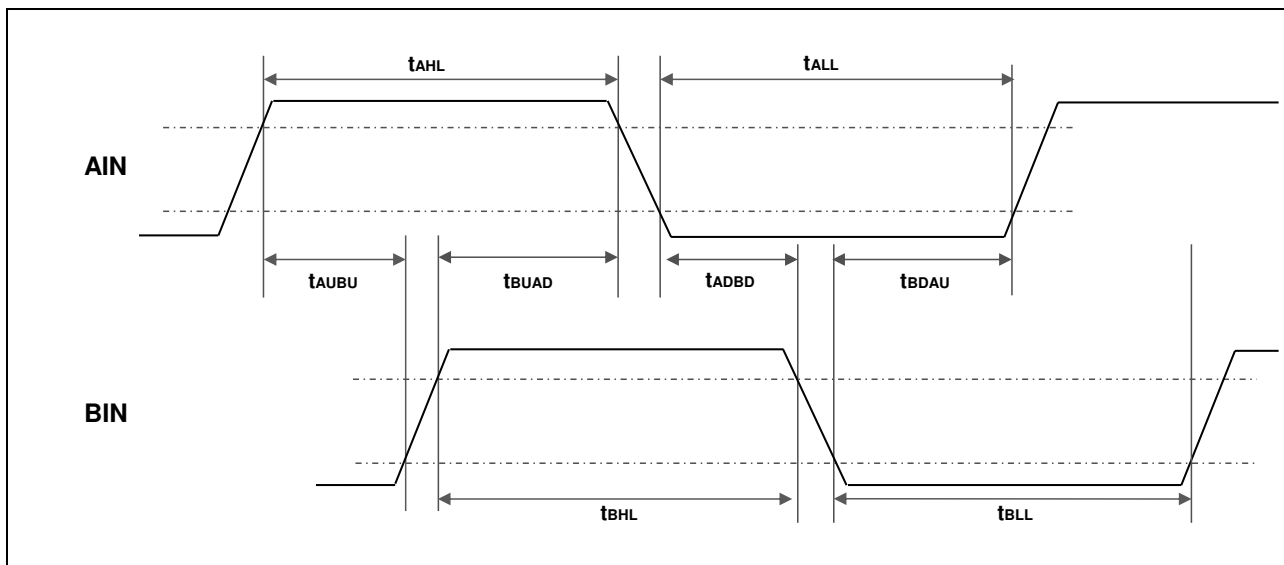 tAHL
tALL
AIN
tAUBU
tBUAD
tADBD
tBDAU
BIN
tBHL
tBLL